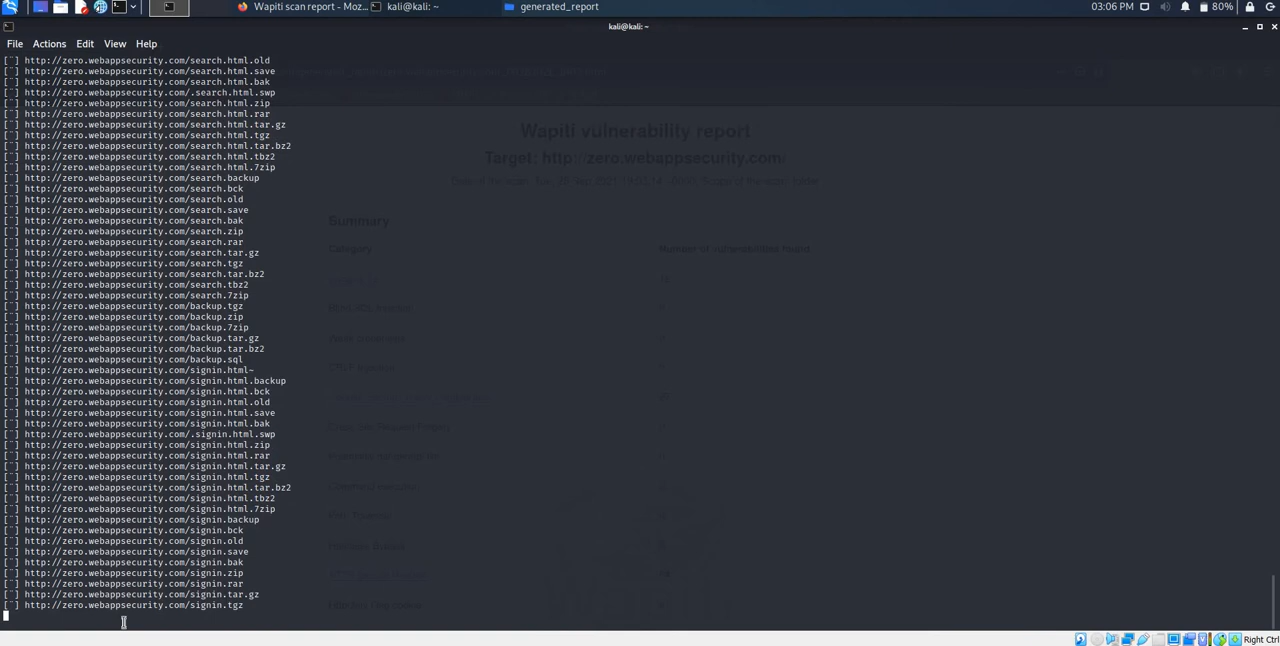 Wapiti scan report - Moz... kali@kali: ~ generated_report 03:06 PM 80%
kali@kali: ~
File Actions Edit View Help
[¨] http://zero.webappsecurity.com/search.html.old
[¨] http://zero.webappsecurity.com/search.html.save
[¨] http://zero.webappsecurity.com/search.html.bak
[¨] http://zero.webappsecurity.com/.search.html.swp
[¨] http://zero.webappsecurity.com/search.html.zip
[¨] http://zero.webappsecurity.com/search.html.rar
[¨] http://zero.webappsecurity.com/search.html.tar.gz
[¨] http://zero.webappsecurity.com/search.html.tgz
[¨] http://zero.webappsecurity.com/search.html.tar.bz2
[¨] http://zero.webappsecurity.com/search.html.tbz2
[¨] http://zero.webappsecurity.com/search.html.7zip
[¨] http://zero.webappsecurity.com/search.backup
[¨] http://zero.webappsecurity.com/search.bck
[¨] http://zero.webappsecurity.com/search.old
[¨] http://zero.webappsecurity.com/search.save
[¨] http://zero.webappsecurity.com/search.bak
[¨] http://zero.webappsecurity.com/search.zip
[¨] http://zero.webappsecurity.com/search.rar
[¨] http://zero.webappsecurity.com/search.tar.gz
[¨] http://zero.webappsecurity.com/search.tgz
[¨] http://zero.webappsecurity.com/search.tar.bz2
[¨] http://zero.webappsecurity.com/search.tbz2
[¨] http://zero.webappsecurity.com/search.7zip
[¨] http://zero.webappsecurity.com/backup.tgz
[¨] http://zero.webappsecurity.com/backup.zip
[¨] http://zero.webappsecurity.com/backup.7zip
[¨] http://zero.webappsecurity.com/backup.tar.gz
[¨] http://zero.webappsecurity.com/backup.tar.bz2
[¨] http://zero.webappsecurity.com/backup.sql
[¨] http://zero.webappsecurity.com/signin.html~
[¨] http://zero.webappsecurity.com/signin.html.backup
[¨] http://zero.webappsecurity.com/signin.html.bck
[¨] http://zero.webappsecurity.com/signin.html.old
[¨] http://zero.webappsecurity.com/signin.html.save
[¨] http://zero.webappsecurity.com/signin.html.bak
[¨] http://zero.webappsecurity.com/.signin.html.swp
[¨] http://zero.webappsecurity.com/signin.html.zip
[¨] http://zero.webappsecurity.com/signin.html.rar
[¨] http://zero.webappsecurity.com/signin.html.tar.gz
[¨] http://zero.webappsecurity.com/signin.html.tgz
[¨] http://zero.webappsecurity.com/signin.html.tar.bz2
[¨] http://zero.webappsecurity.com/signin.html.tbz2
[¨] http://zero.webappsecurity.com/signin.html.7zip
[¨] http://zero.webappsecurity.com/signin.backup
[¨] http://zero.webappsecurity.com/signin.bck
[¨] http://zero.webappsecurity.com/signin.old
[¨] http://zero.webappsecurity.com/signin.save
[¨] http://zero.webappsecurity.com/signin.bak
[¨] http://zero.webappsecurity.com/signin.zip
[¨] http://zero.webappsecurity.com/signin.rar
[¨] http://zero.webappsecurity.com/signin.tar.gz
[¨] http://zero.webappsecurity.com/signin.tgz
Wapiti vulnerability report
Target: http://zero.webappsecurity.com/
Summary
Category Number of vulnerabilities found
Right Ctrl